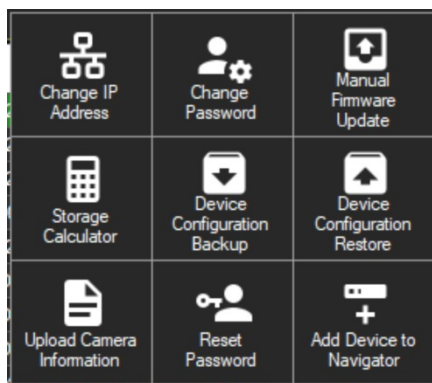 Change IP
Address
Change
Password
Manual
Firmware
Update
Storage
Calculator
Device
Configuration
Backup
Device
Configuration
Restore
Upload Camera
Information
Reset
Password
Add Device to
Navigator